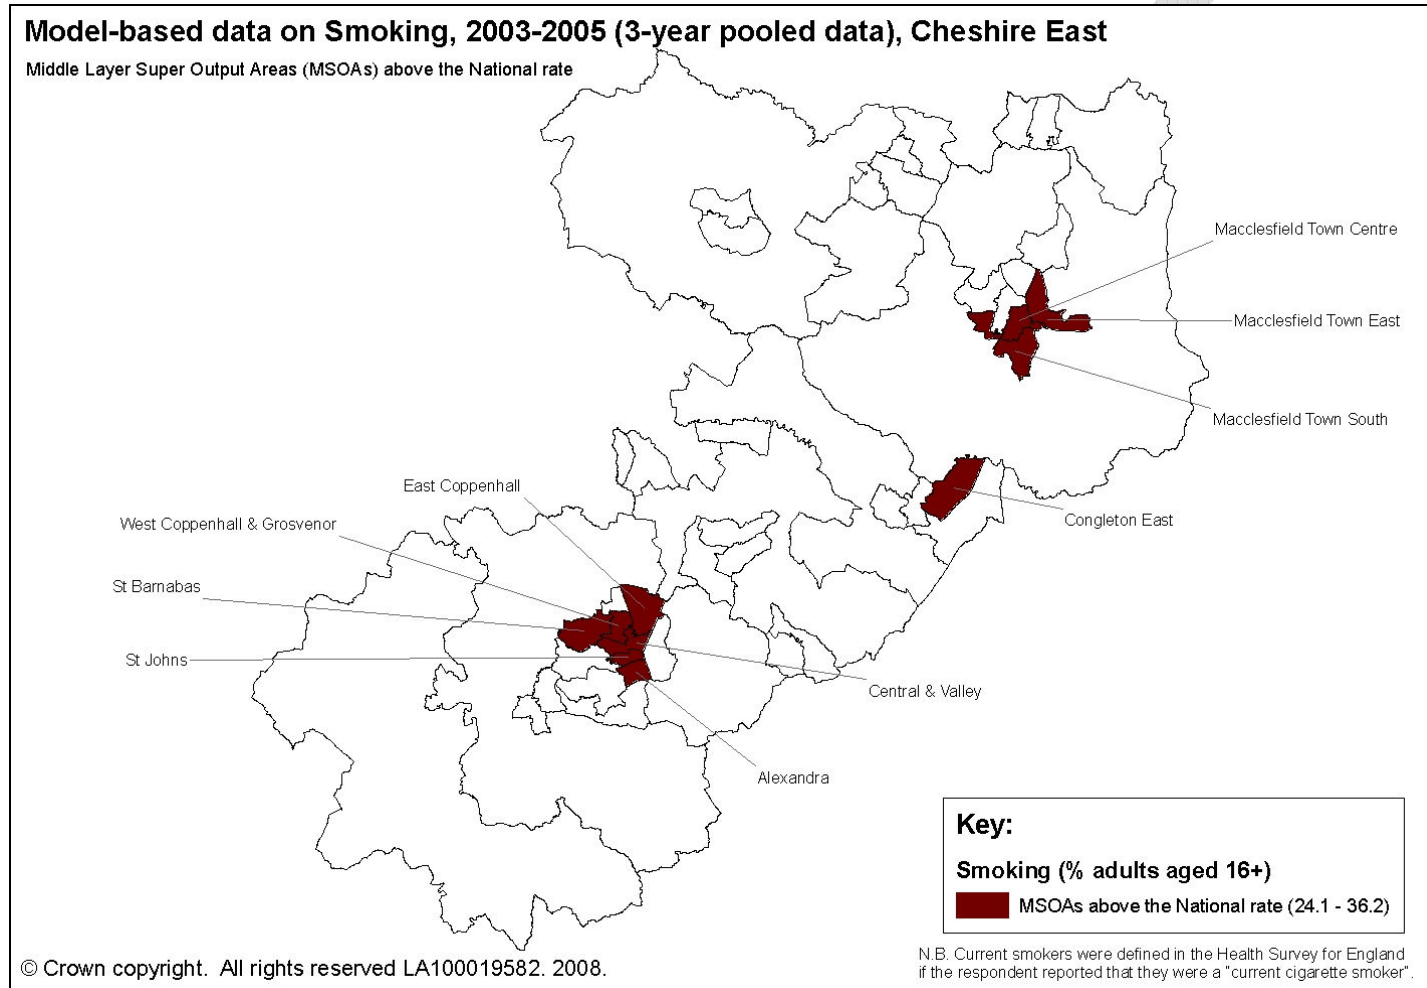 Model-based data on Smoking, 2003-2005 (3-year pooled data), Cheshire East
Middle Layer Super Output Areas (MSOAs) above the National rate
Macclesfield Town Centre
Macclesfield Town East
Macclesfield Town South
East Coppenhall
West Coppenhall & Grosvenor
Congleton East
St Barnabas
St Johns
Central & Valley
Alexandra
Key:
Smoking (% adults aged 16+)
MSOAs above the National rate (24.1 - 36.2)
N.B. Current smokers were defined in the Health Survey for England
if the respondent reported that they were a "current cigarette smoker".
© Crown copyright. All rights reserved LA100019582. 2008.